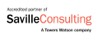 Accredited partner of
SavilleConsulting
A Towers Watson company